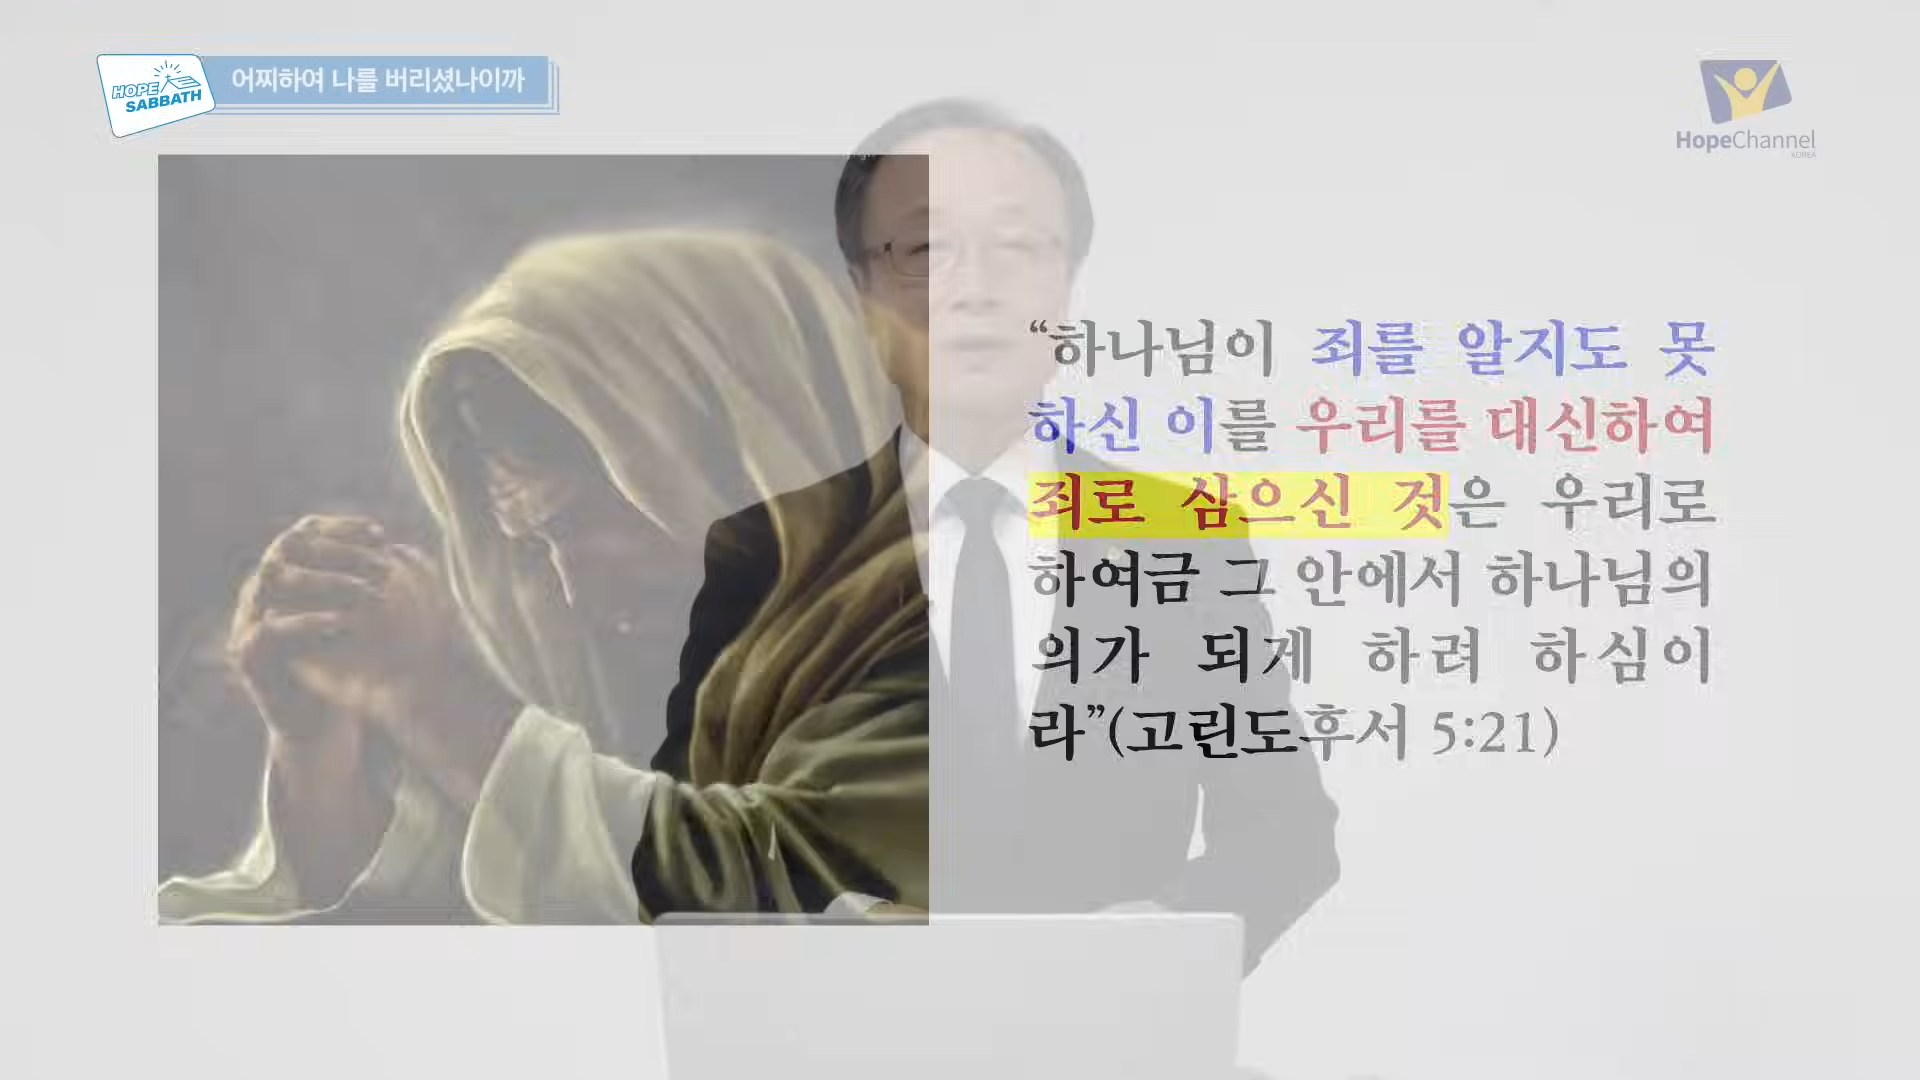 HOPE
SABBATH
어찌하여 나를 버리셨나이까
HopeChannel
KOREA
“하나님이 죄를 알지도 못
하신 이를 우리를 대신하여
죄로 삼으신 것은 우리로
하여금 그 안에서 하나님의
의가 되게 하려 하심이
라”(고린도후서 5:21)